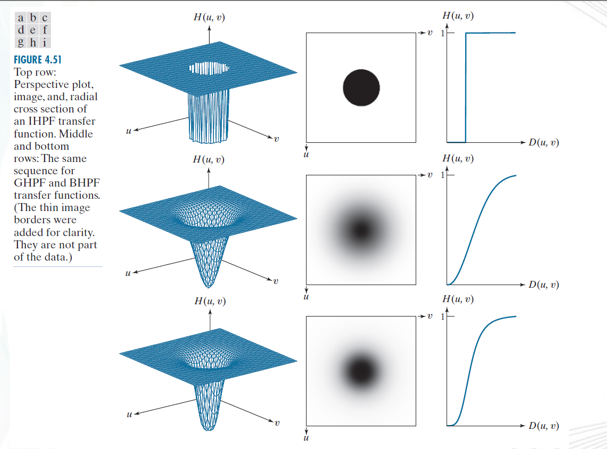 a b c
d e f
g h i
FIGURE 4.51
Top row:
Perspective plot,
image, and, radial
cross section of
an IHPF transfer
function. Middle
and bottom
rows: The same
sequence for
GHPF and BHPF
transfer functions.
(The thin image
borders were
added for clarity.
They are not part
of the data.)
H(u, v)
u
v
v
u
H(u, v)
1
D(u, v)
H(u, v)
u
v
v
u
H(u, v)
1
D(u, v)
H(u, v)
u
v
v
u
H(u, v)
1
D(u, v)